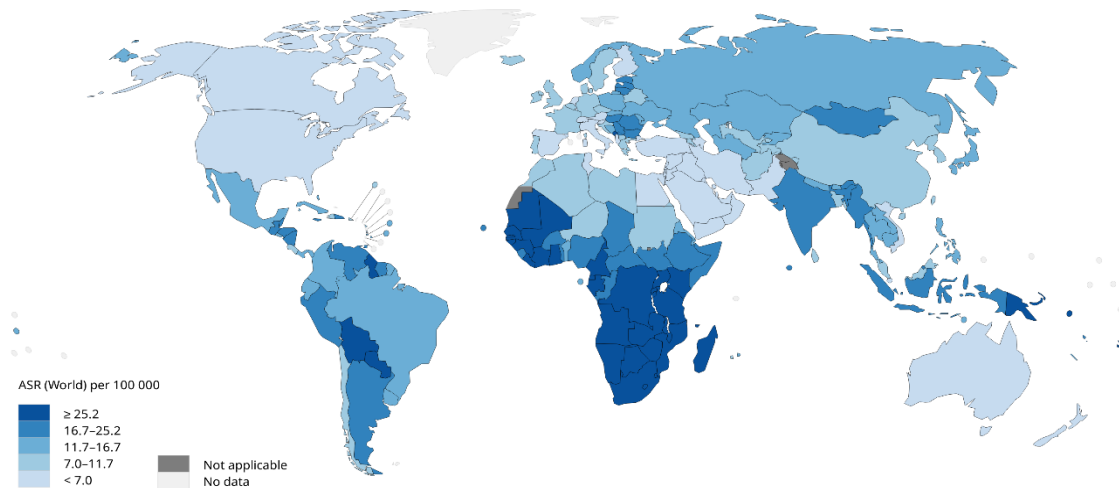 ASR (World) per 100 000
≥ 25.2
16.7–25.2
11.7–16.7
7.0–11.7
< 7.0
Not applicable
No data